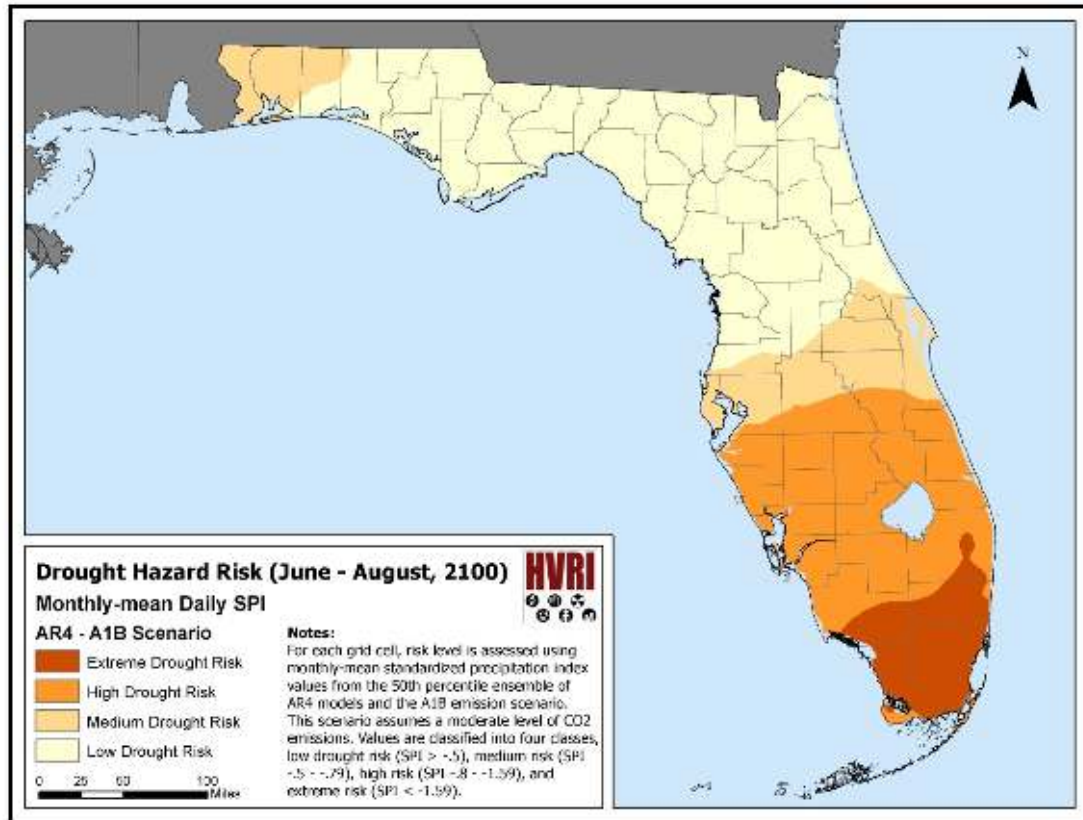 N
Drought Hazard Risk (June - August, 2100)
Monthly-mean Daily SPI
AR4 - A1B Scenario
Extreme Drought Risk
High Drought Risk
Medium Drought Risk
Low Drought Risk
0 25 50 100
Miles
HVRI
Notes:
For each grid cell, risk level is assessed using
monthly-mean standardized precipitation index
values from the 50th percentile ensemble of
AR4 models and the A1B emission scenario.
This scenario assumes a moderate level of CO2
emissions. Values are classified into four classes,
low drought risk (SPI > -.5), medium risk (SPI
-.5 - -.79), high risk (SPI -.8 - -1.59), and
extreme risk (SPI < -1.59).